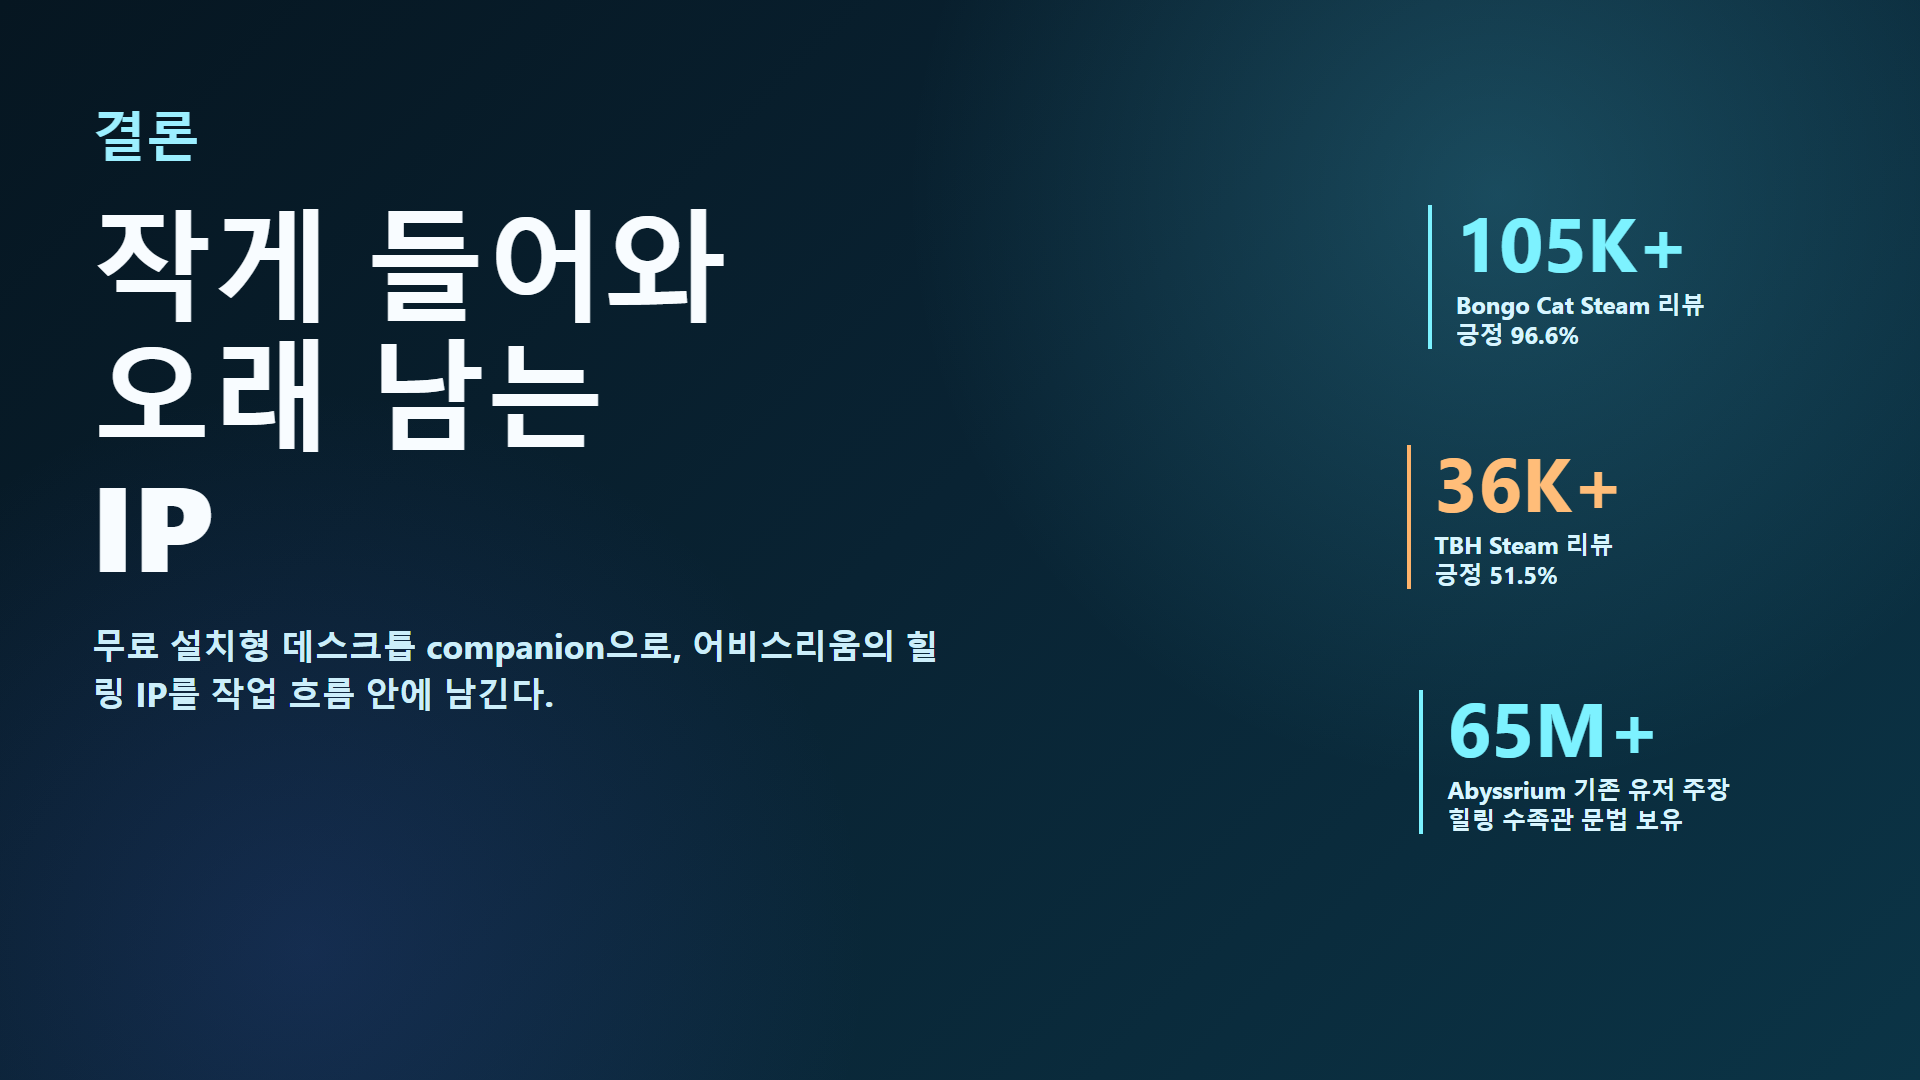 결론
작게 들어와
오래 남는
IP
무료 설치형 데스크톱 companion으로, 어비스리움의 힐
링 IP를 작업 흐름 안에 남긴다.
105K+
Bongo Cat Steam 리뷰
긍정 96.6%
36K+
TBH Steam 리뷰
긍정 51.5%
65M+
Abyssrium 기존 유저 주장
힐링 수족관 문법 보유